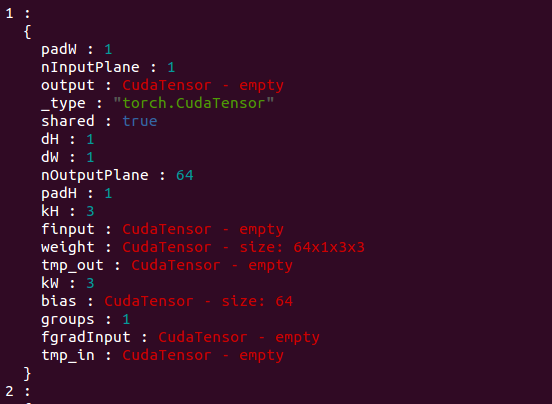 1 :
{
padW : 1
nInputPlane : 1
output : CudaTensor - empty
_type : "torch.CudaTensor"
shared : true
dH : 1
dW : 1
nOutputPlane : 64
padH : 1
kH : 3
finput : CudaTensor - empty
weight : CudaTensor - size: 64x1x3x3
tmp_out : CudaTensor - empty
kW : 3
bias : CudaTensor - size: 64
groups : 1
fgradInput : CudaTensor - empty
tmp_in : CudaTensor - empty
}
2 :